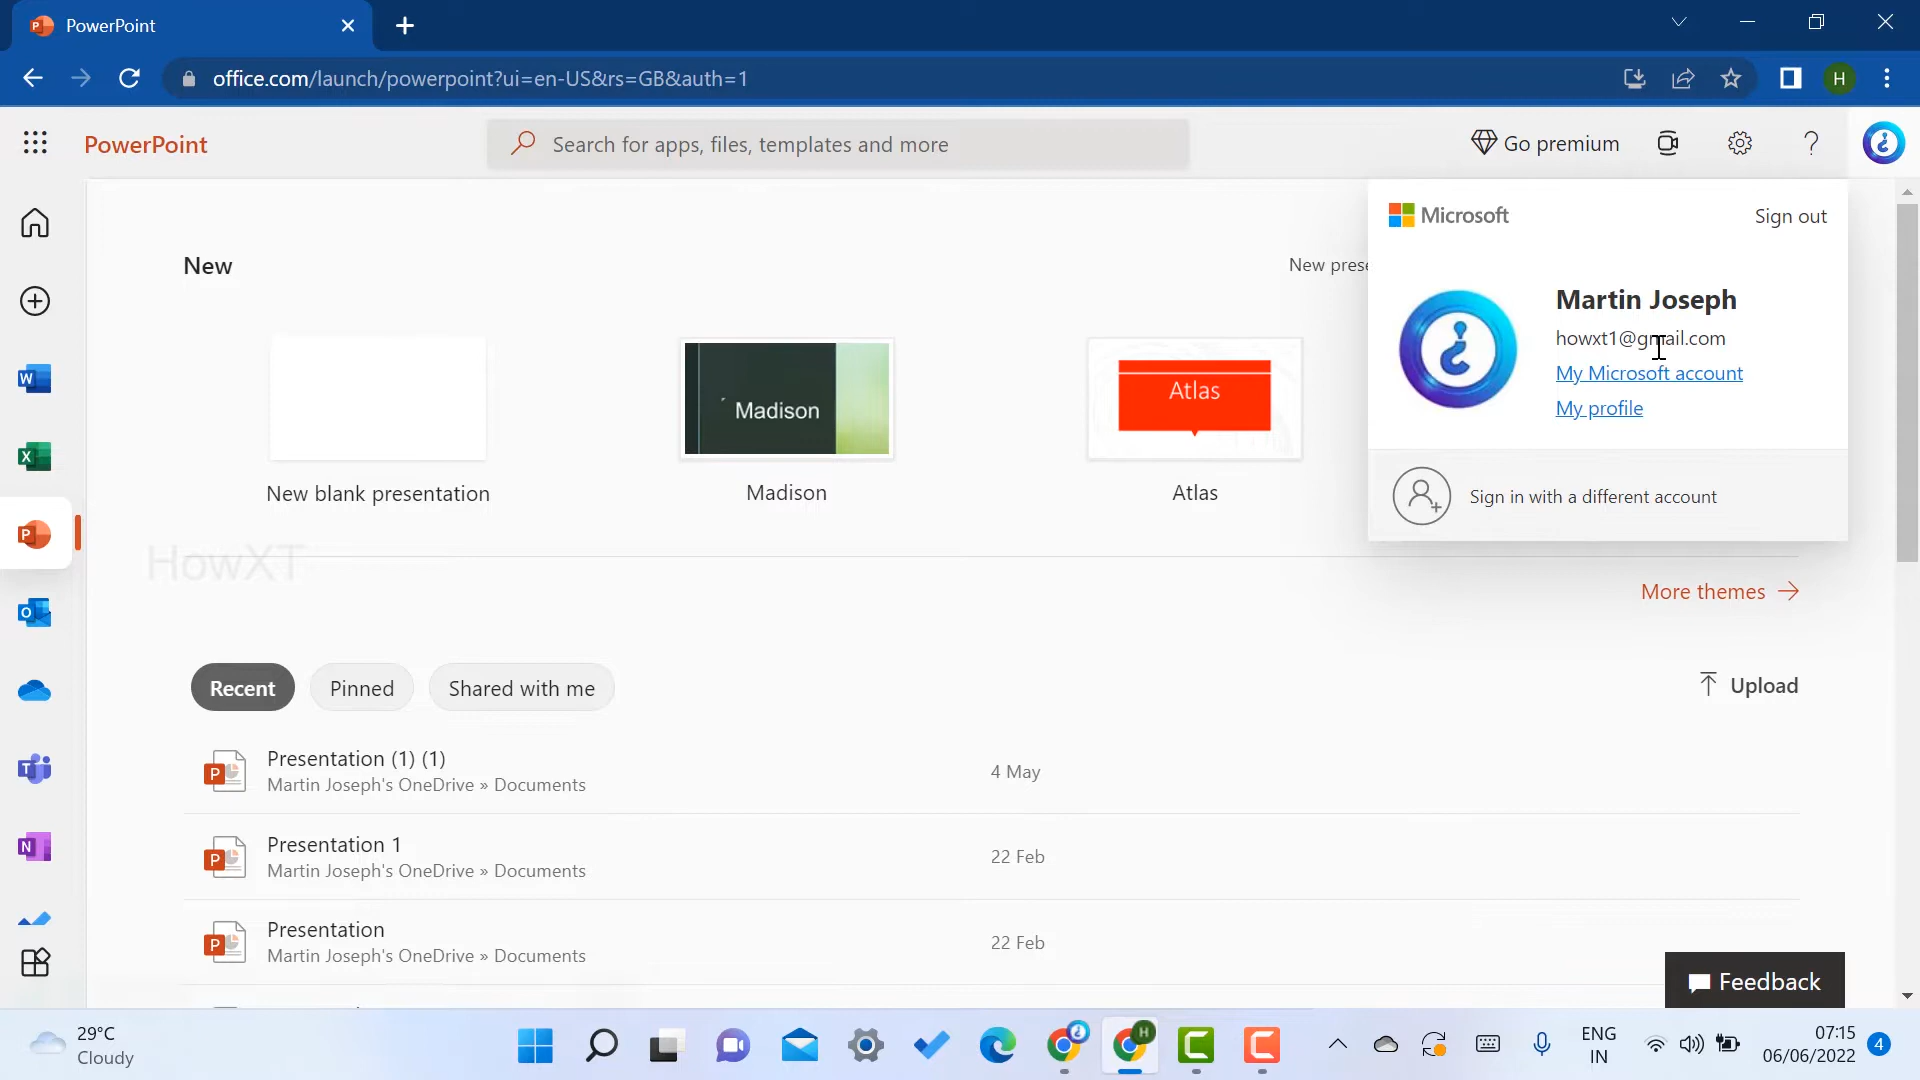 PowerPoint
office.com/launch/powerpoint?ui=en-US&rs=GB&auth=1
H
PowerPoint
Search for apps, files, templates and more
Go premium
Microsoft
Sign out
New
New prese
Martin Joseph
howxt1@gmail.com
My Microsoft account
My profile
Madison
Atlas
New blank presentation
Madison
Atlas
Sign in with a different account
HowXT
More themes
Recent
Pinned
Shared with me
Upload
Presentation (1) (1)
Martin Joseph's OneDrive » Documents
4 May
Presentation 1
Martin Joseph's OneDrive » Documents
22 Feb
Presentation
Martin Joseph's OneDrive » Documents
22 Feb
Feedback
29°C
Cloudy
ENG
IN
07:15
06/06/2022
4